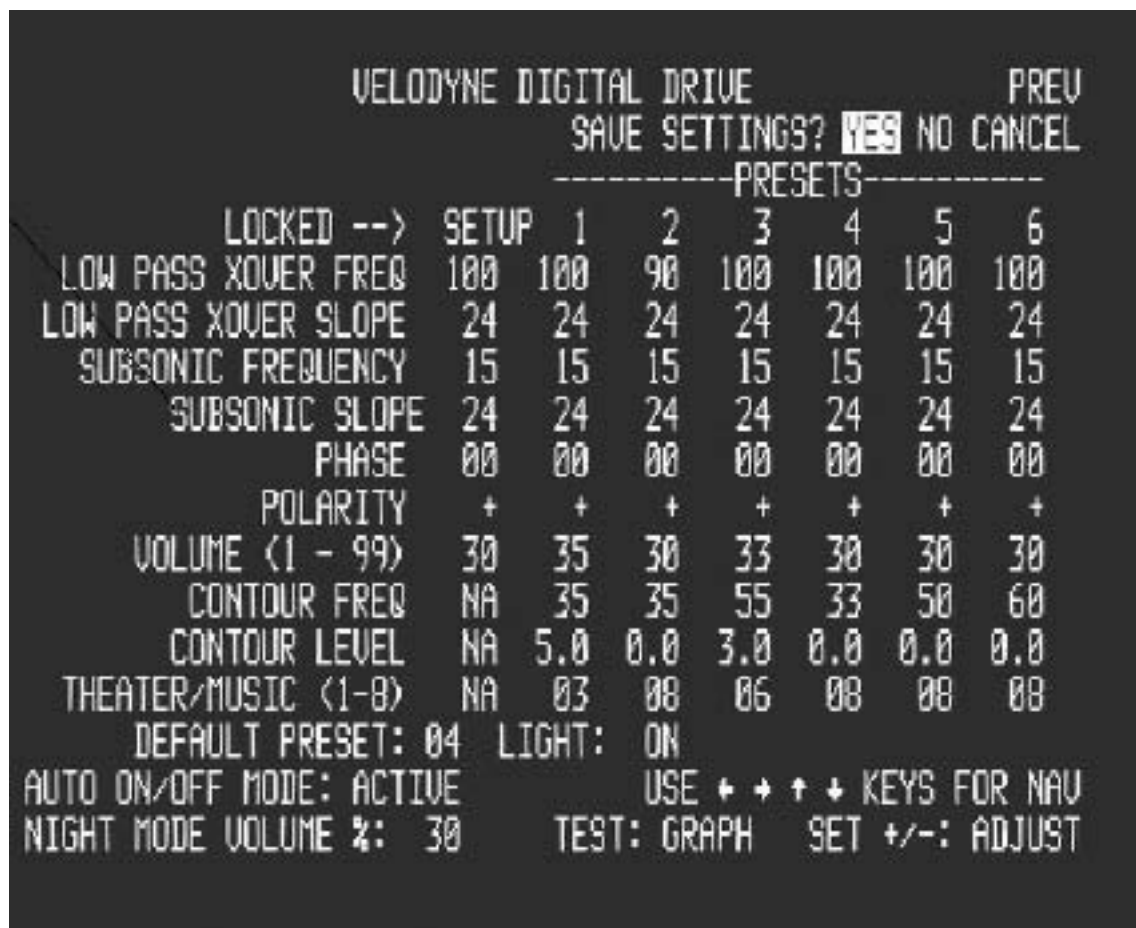 VELODYNE DIGITAL DRIVE PREV
SAVE SETTINGS? YES NO CANCEL
----------PRESETS----------
LOCKED --> SETUP 1 2 3 4 5 6
LOW PASS XOVER FREQ 100 100 90 100 100 100 100
LOW PASS XOVER SLOPE 24 24 24 24 24 24 24
SUBSONIC FREQUENCY 15 15 15 15 15 15 15
SUBSONIC SLOPE 24 24 24 24 24 24 24
PHASE 00 00 00 00 00 00 00
POLARITY + + + + + + +
VOLUME (1 - 99) 30 35 30 33 30 30 30
CONTOUR FREQ NA 35 35 55 33 50 60
CONTOUR LEVEL NA 5.0 0.0 3.0 0.0 0.0 0.0
THEATER/MUSIC (1-8) NA 03 08 06 08 08 08
DEFAULT PRESET: 04 LIGHT: ON
AUTO ON/OFF MODE: ACTIVE USE ← → ↑ ↓ KEYS FOR NAV
NIGHT MODE VOLUME %: 30 TEST: GRAPH SET +/-: ADJUST